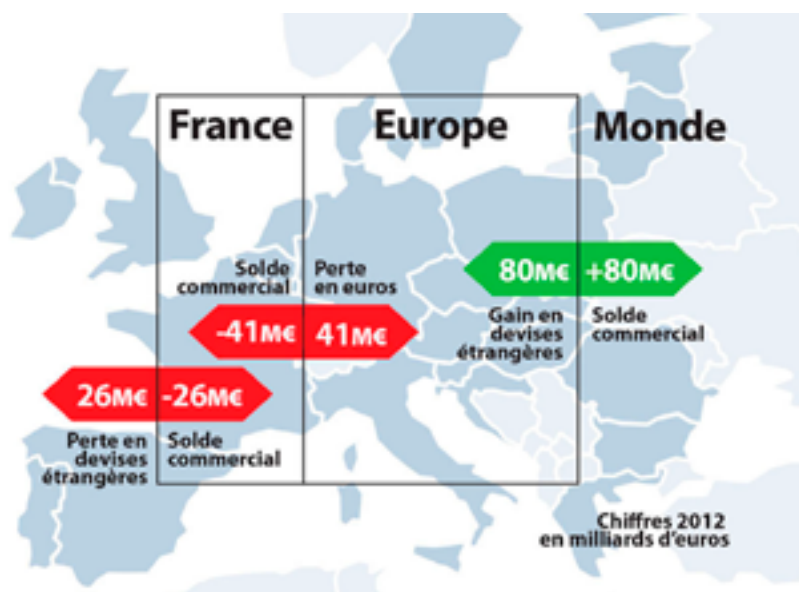 France
Europe
Monde
Solde
commercial
Perte
en euros
80M€
+80M€
-41M€
41M€
Gain en
devises
étrangères
Solde
commercial
26M€
-26M€
Perte en
devises
étrangères
Solde
commercial
Chiffres 2012
en milliards d'euros